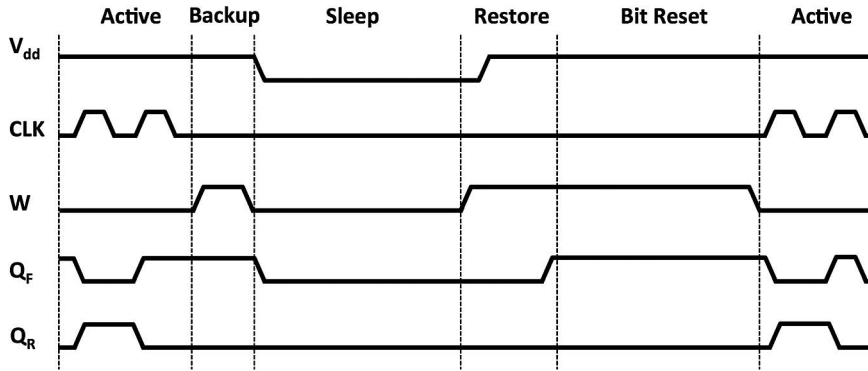 Active Backup Sleep Restore Bit Reset Active
Vdd
CLK
W
QF
QR